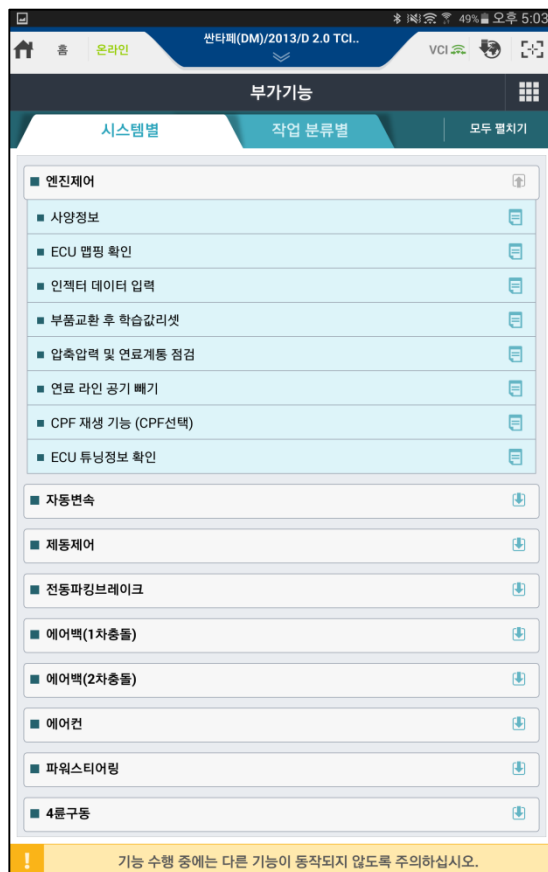 49% 오후 5:03
홈 온라인 싼타페(DM)/2013/D 2.0 TCI.. VCI
부가기능
시스템별 작업 분류별 모두 펼치기
엔진제어
사양정보
ECU 맵핑 확인
인젝터 데이터 입력
부품교환 후 학습값리셋
압축압력 및 연료계통 점검
연료 라인 공기 빼기
CPF 재생 기능 (CPF선택)
ECU 튜닝정보 확인
자동변속
제동제어
전동파킹브레이크
에어백(1차충돌)
에어백(2차충돌)
에어컨
파워스티어링
4륜구동
! 기능 수행 중에는 다른 기능이 동작되지 않도록 주의하십시오.